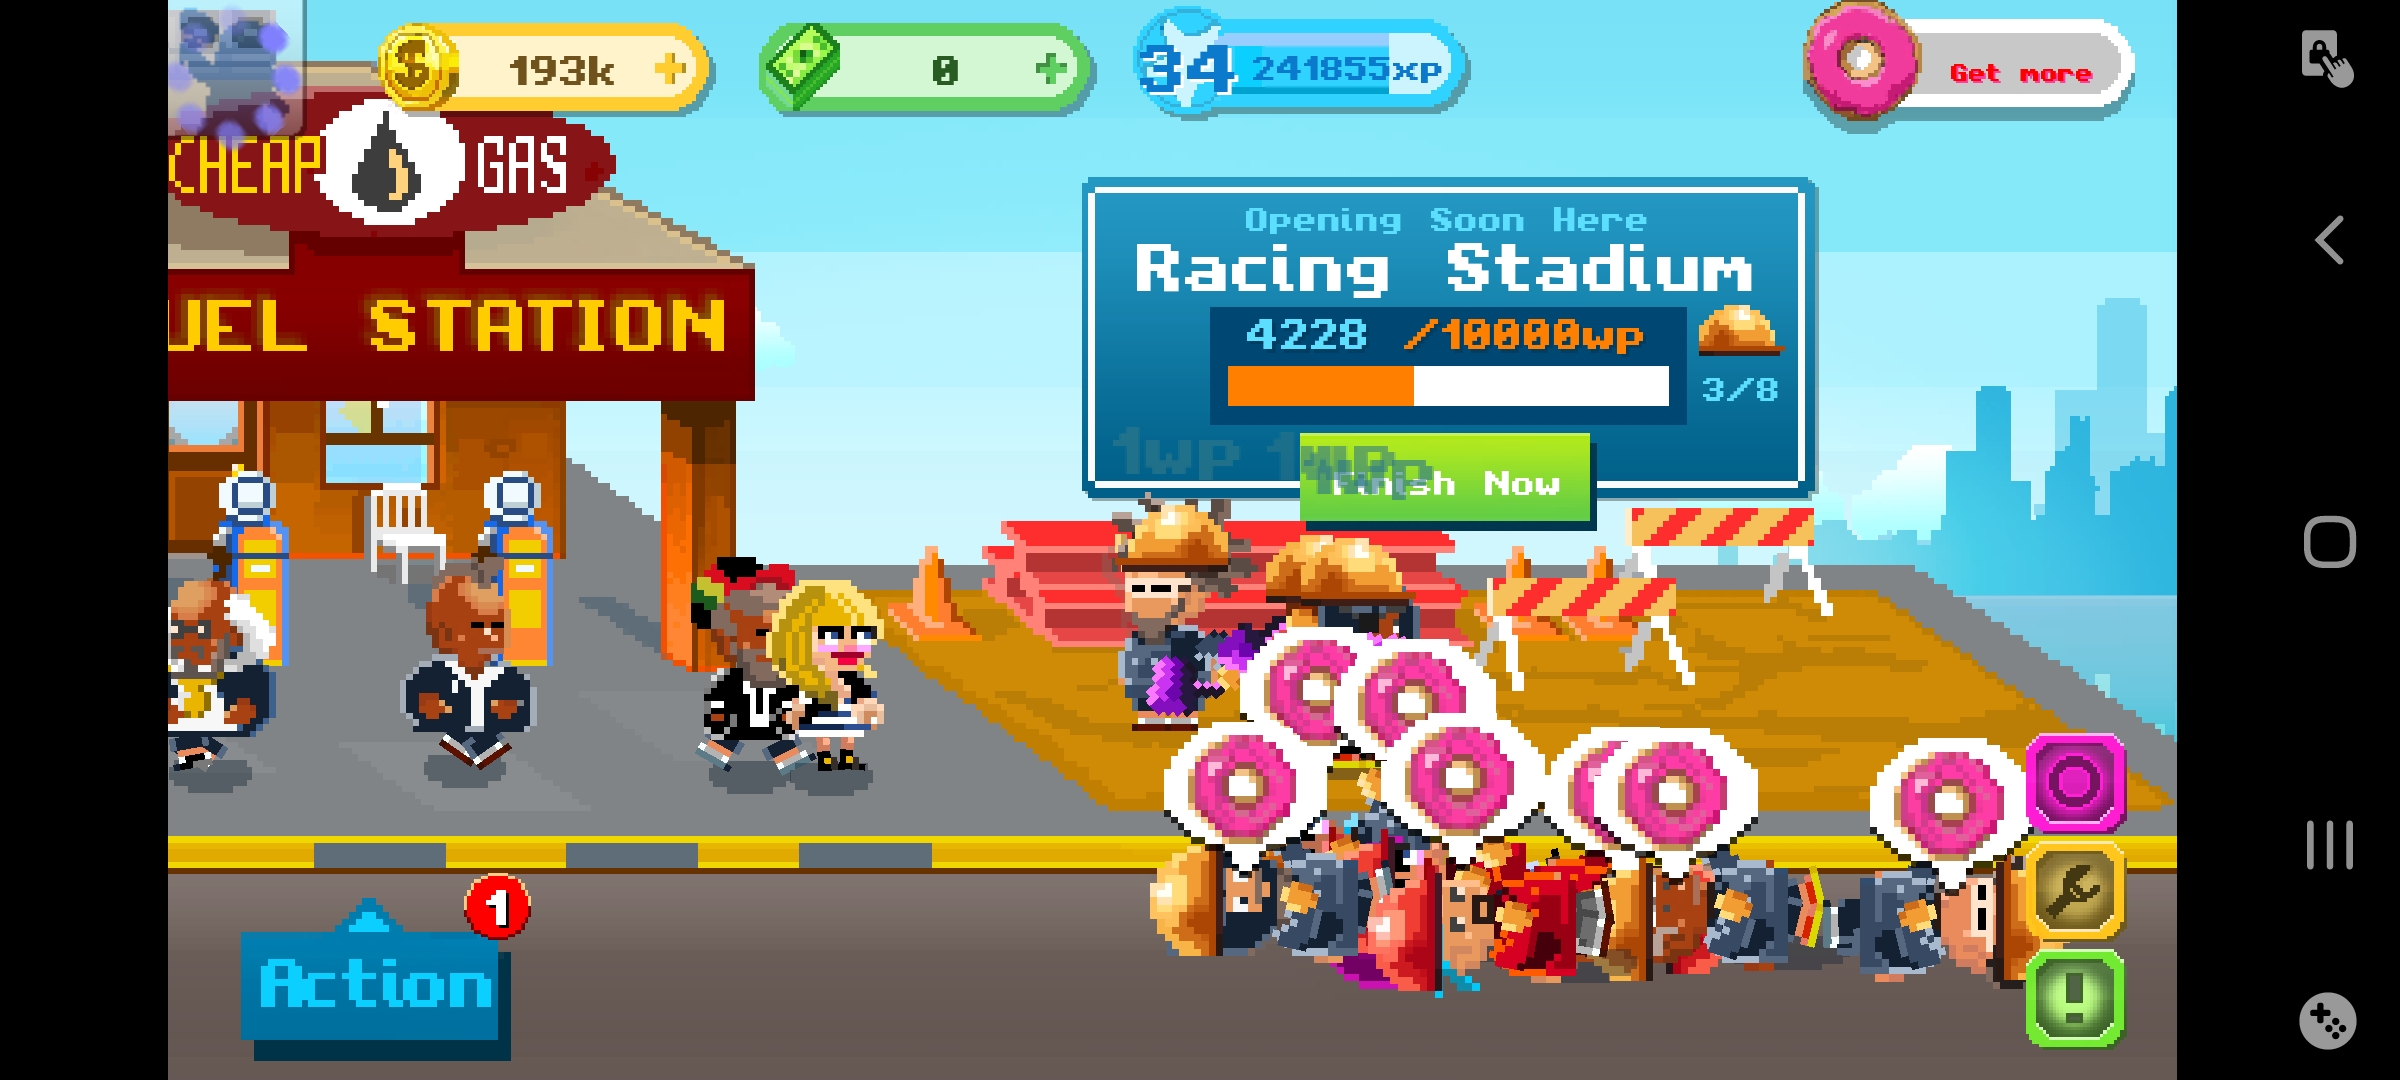 193k
0
34 241855xp
Get more
CHEAP GAS
UEL STATION
Opening Soon Here
Racing Stadium
4228 /10000wp
3/8
1wp
Now
1
Action